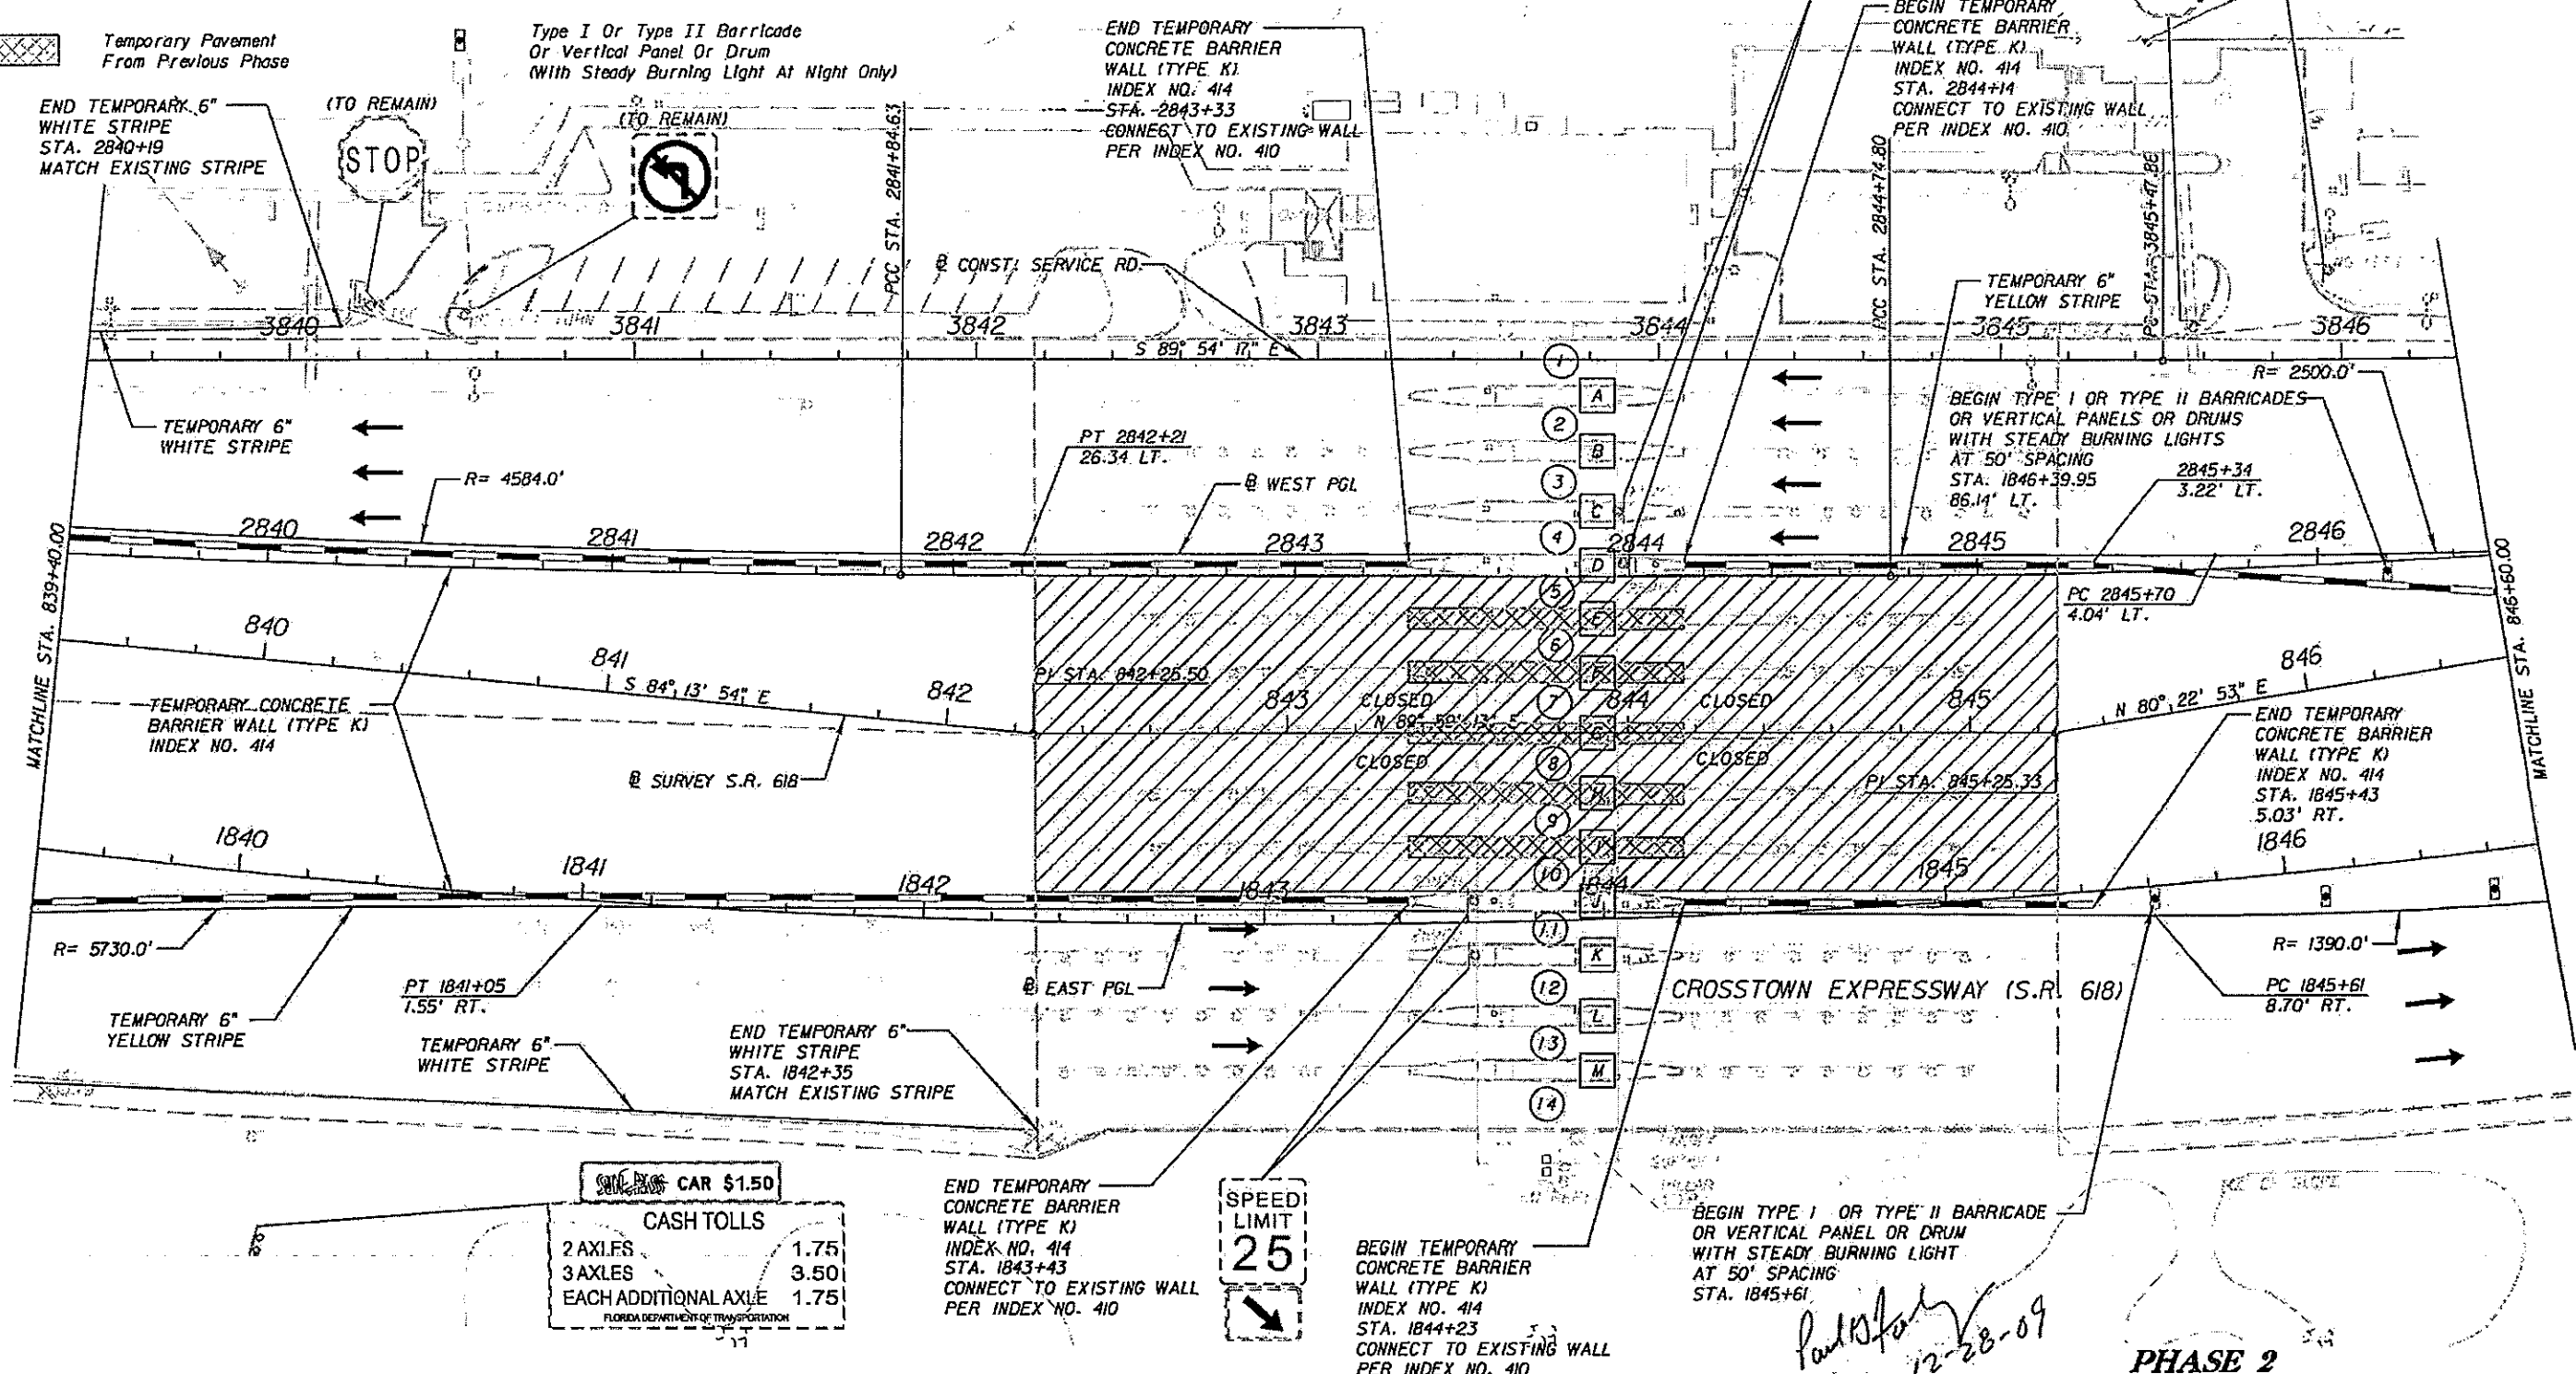 Temporary Pavement
From Previous Phase
Type I Or Type II Barricade
Or Vertical Panel Or Drum
(With Steady Burning Light At Night Only)
END TEMPORARY 6"
WHITE STRIPE
STA. 2840+19
MATCH EXISTING STRIPE
(TO REMAIN)
STOP
(TO REMAIN)
PCC STA. 2841+84.63
END TEMPORARY
CONCRETE BARRIER
WALL (TYPE K)
INDEX NO. 414
STA. 2843+33
CONNECT TO EXISTING WALL
PER INDEX NO. 410
BEGIN TEMPORARY
CONCRETE BARRIER
WALL (TYPE K)
INDEX NO. 414
STA. 2844+14
CONNECT TO EXISTING WALL
PER INDEX NO. 410
PCC STA. 2844+74.80
TEMPORARY 6"
YELLOW STRIPE
℄ CONST. SERVICE RD.
3840
3841
3842
3843
3844
3845
3846
S 89° 54' 17" E
R= 2500.0'
TEMPORARY 6"
WHITE STRIPE
R= 4584.0'
PT 2842+21
26.34 LT.
℄ WEST PGL
BEGIN TYPE I OR TYPE II BARRICADES
OR VERTICAL PANELS OR DRUMS
WITH STEADY BURNING LIGHTS
AT 50' SPACING
STA. 1846+39.95
86.14' LT.
2845+34
3.22' LT.
1
A
2
B
3
C
4
D
5
E
6
F
7
G
8
H
9
I
10
J
11
K
12
L
13
M
14
2840
2841
2842
2843
2844
2845
2846
MATCHLINE STA. 839+40.00
MATCHLINE STA. 846+60.00
PC 2845+70
4.04' LT.
840
841
842
843
844
845
846
S 84° 13' 54" E
PI STA. 842+25.50
CLOSED
CLOSED
CLOSED
CLOSED
N 80° 22' 53" E
PI STA. 845+25.33
TEMPORARY CONCRETE
BARRIER WALL (TYPE K)
INDEX NO. 414
℄ SURVEY S.R. 618
END TEMPORARY
CONCRETE BARRIER
WALL (TYPE K)
INDEX NO. 414
STA. 1845+43
5.03' RT.
1840
1841
1842
1843
1844
1845
1846
R= 5730.0'
PT 1841+05
1.55' RT.
℄ EAST PGL
CROSSTOWN EXPRESSWAY (S.R. 618)
R= 1390.0'
PC 1845+61
8.70' RT.
TEMPORARY 6"
YELLOW STRIPE
TEMPORARY 6"
WHITE STRIPE
END TEMPORARY 6"
WHITE STRIPE
STA. 1842+35
MATCH EXISTING STRIPE
CAR $1.50
CASH TOLLS
2 AXLES 1.75
3 AXLES 3.50
EACH ADDITIONAL AXLE 1.75
FLORIDA DEPARTMENT OF TRANSPORTATION
END TEMPORARY
CONCRETE BARRIER
WALL (TYPE K)
INDEX NO. 414
STA. 1843+43
CONNECT TO EXISTING WALL
PER INDEX NO. 410
SPEED
LIMIT
25
BEGIN TEMPORARY
CONCRETE BARRIER
WALL (TYPE K)
INDEX NO. 414
STA. 1844+23
CONNECT TO EXISTING WALL
PER INDEX NO. 410
BEGIN TYPE I OR TYPE II BARRICADE
OR VERTICAL PANEL OR DRUM
WITH STEADY BURNING LIGHT
AT 50' SPACING
STA. 1845+61
12-28-09
PHASE 2